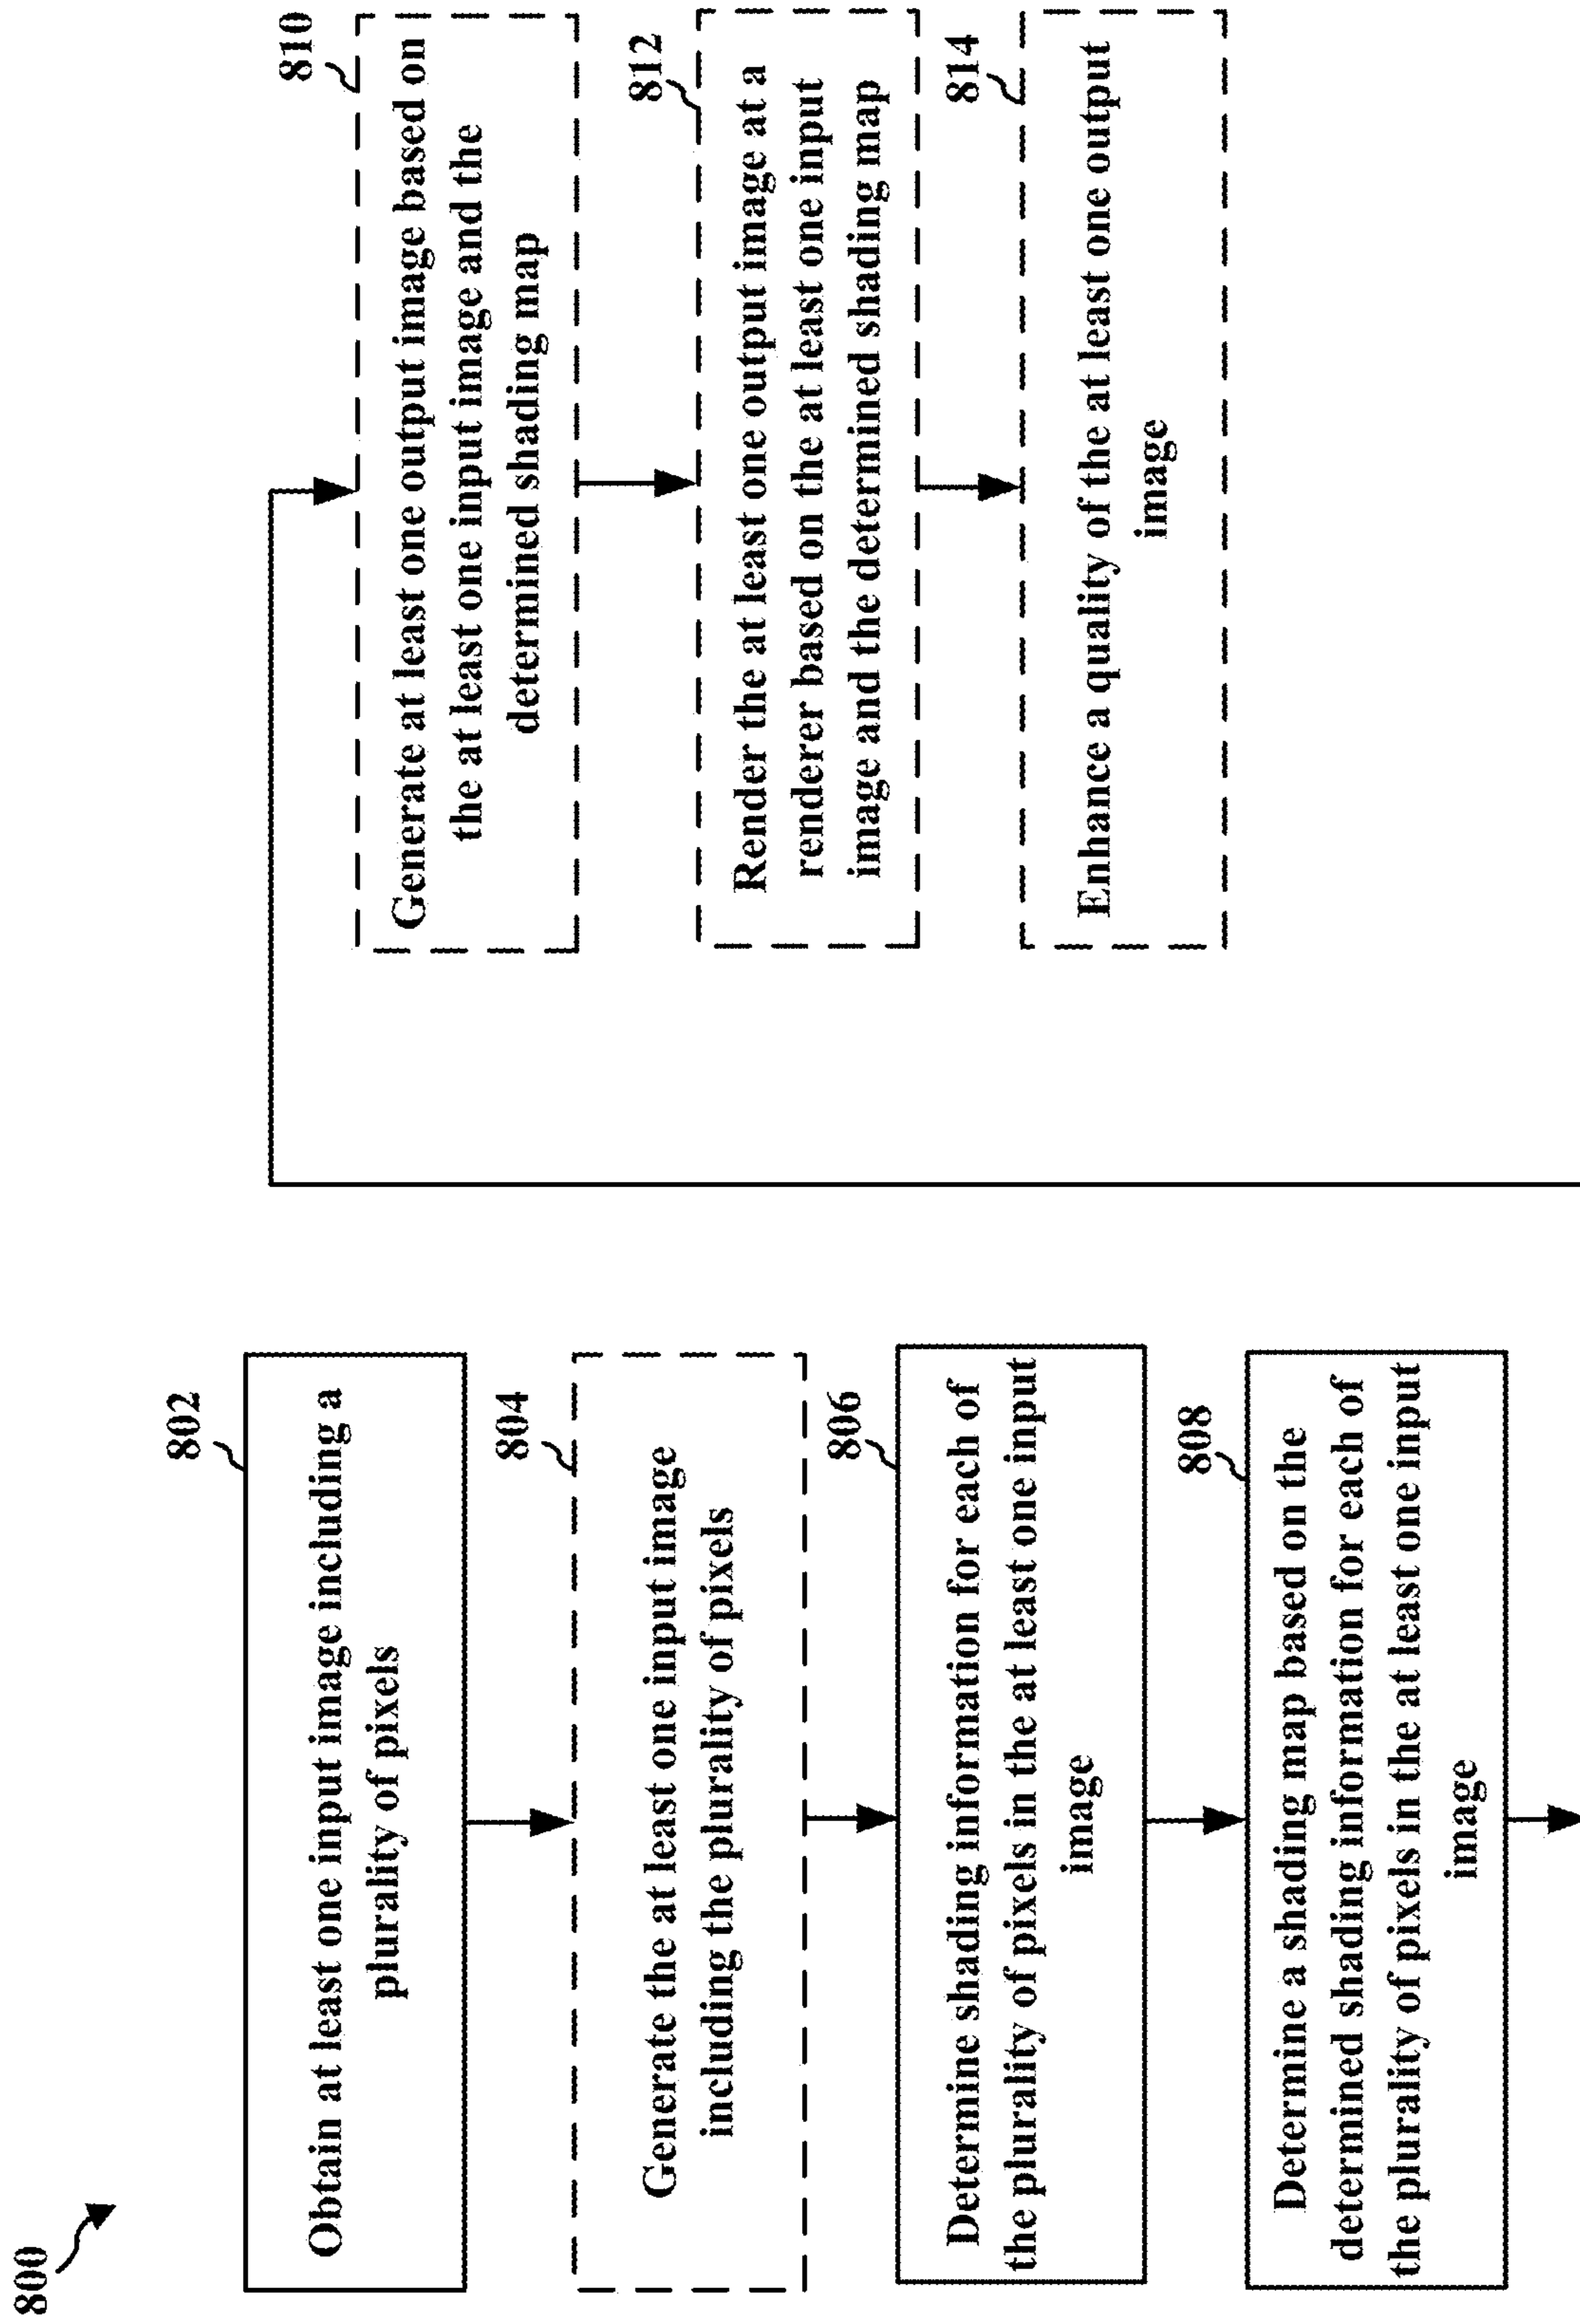 800
802
Obtain at least one input image including a
plurality of pixels
804
Generate the at least one input image
including the plurality of pixels
806
Determine shading information for each of
the plurality of pixels in the at least one input
image
808
Determine a shading map based on the
determined shading information for each of
the plurality of pixels in the at least one input
image
810
Generate at least one output image based on
the at least one input image and the
determined shading map
812
Render the at least one output image at a
renderer based on the at least one input
image and the determined shading map
814
Enhance a quality of the at least one output
image